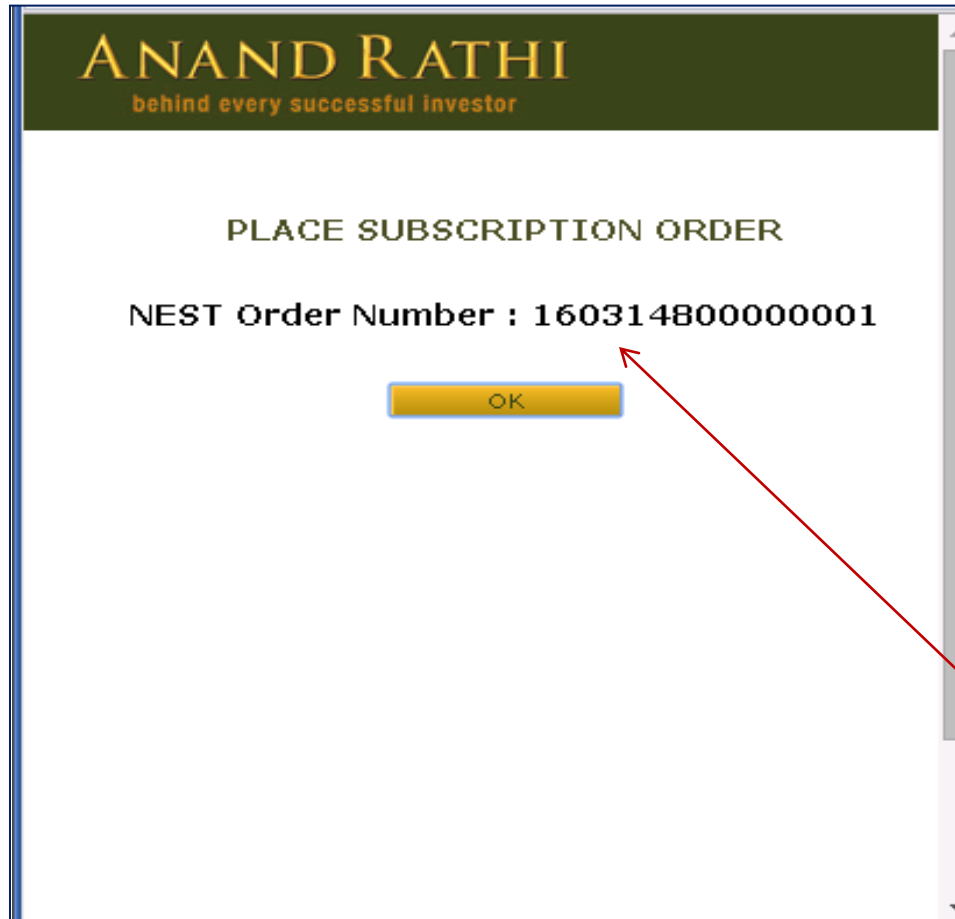 ANAND RATHI
behind every successful investor
PLACE SUBSCRIPTION ORDER
NEST Order Number : 160314800000001
OK